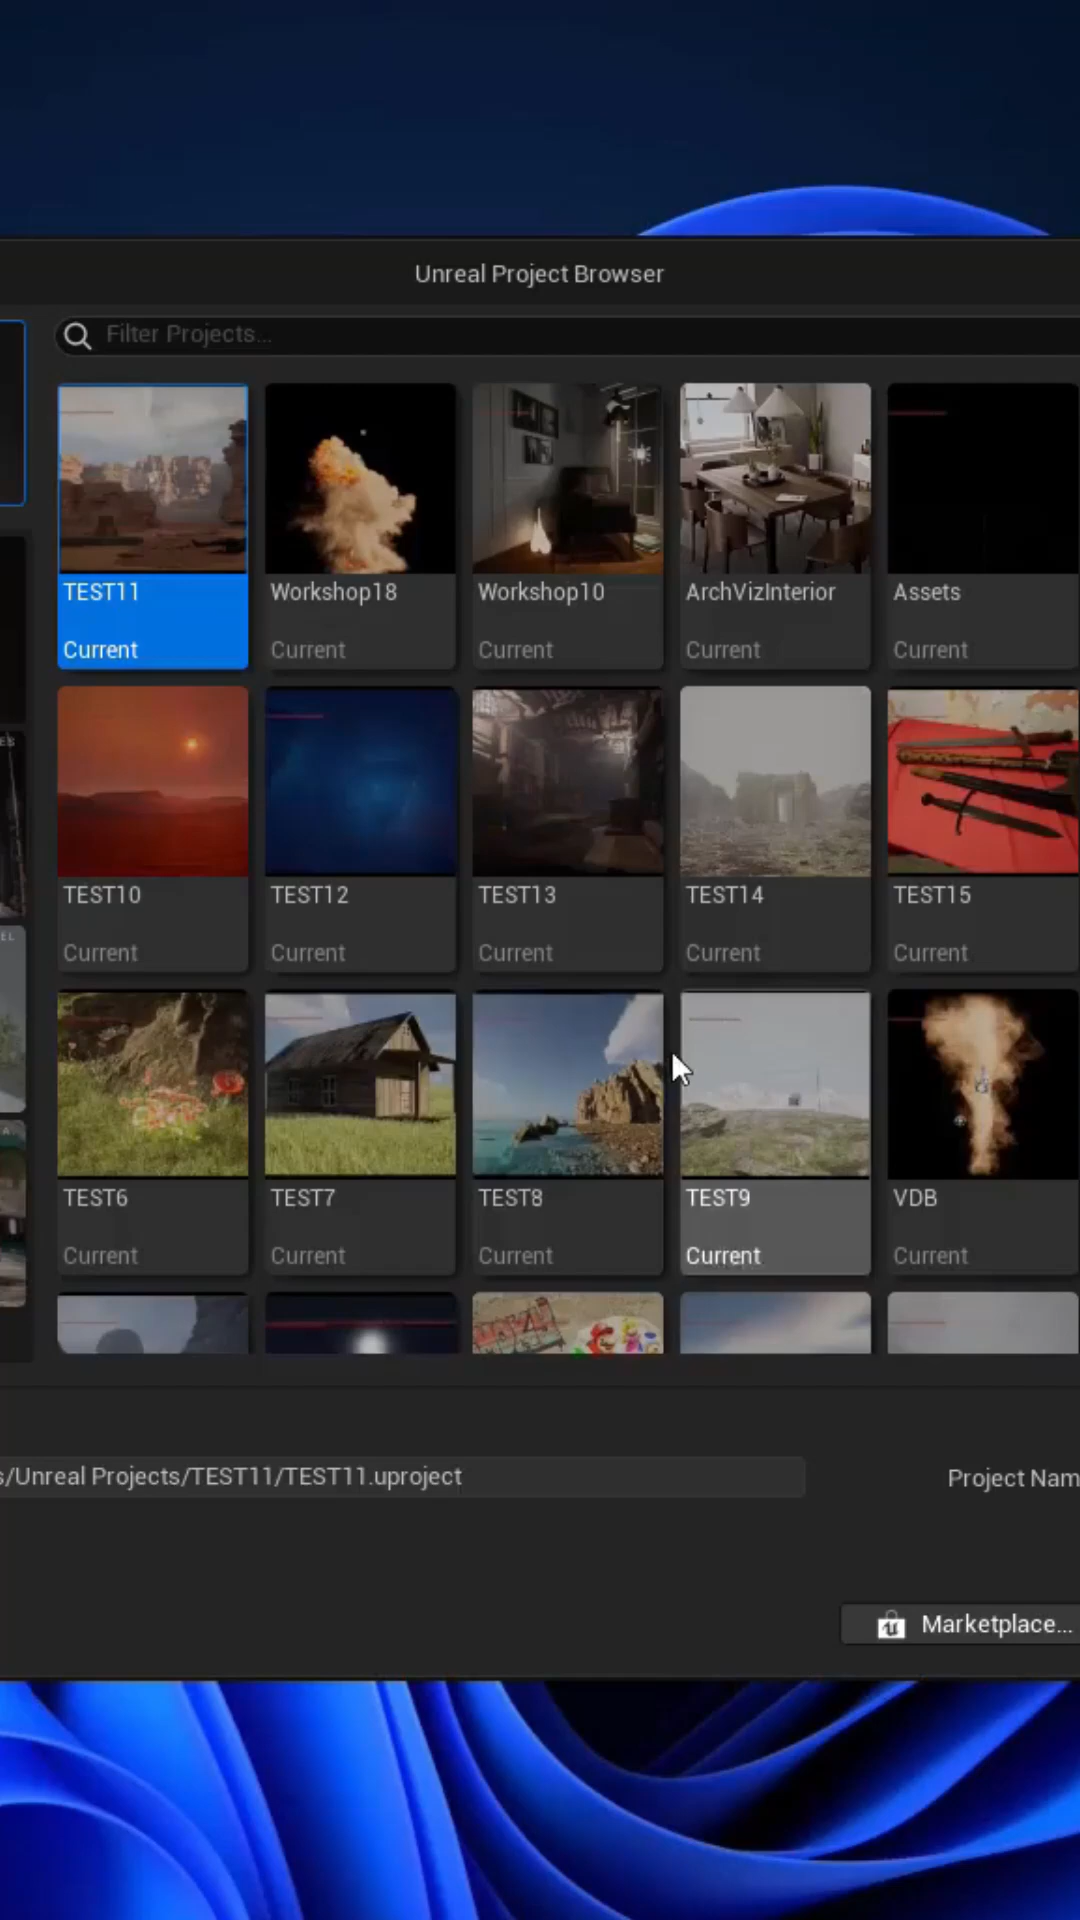 Unreal Project Browser
Filter Projects...
TEST11
Current
Workshop18
Current
Workshop10
Current
ArchVizInterior
Current
Assets
Current
TEST10
Current
TEST12
Current
TEST13
Current
TEST14
Current
TEST15
Current
TEST6
Current
TEST7
Current
TEST8
Current
TEST9
Current
VDB
Current
s/Unreal Projects/TEST11/TEST11.uproject
Project Nam
Marketplace...